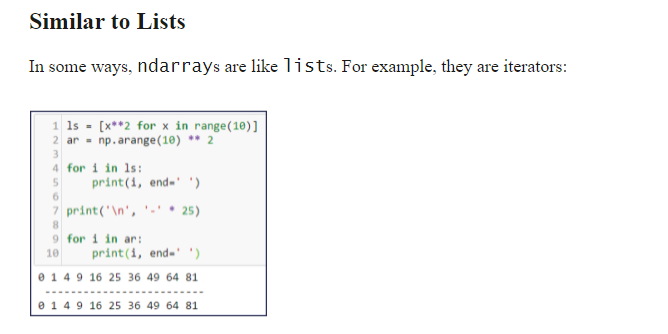 Similar to Lists
In some ways, ndarrays are like lists. For example, they are iterators:
1 ls = [x**2 for x in range(10)]
2 ar = np.arange(10) ** 2
3
4 for i in ls:
5     print(i, end=' ')
6
7 print('\n', '-' * 25)
8
9 for i in ar:
10     print(i, end=' ')
0 1 4 9 16 25 36 49 64 81
-------------------------
0 1 4 9 16 25 36 49 64 81